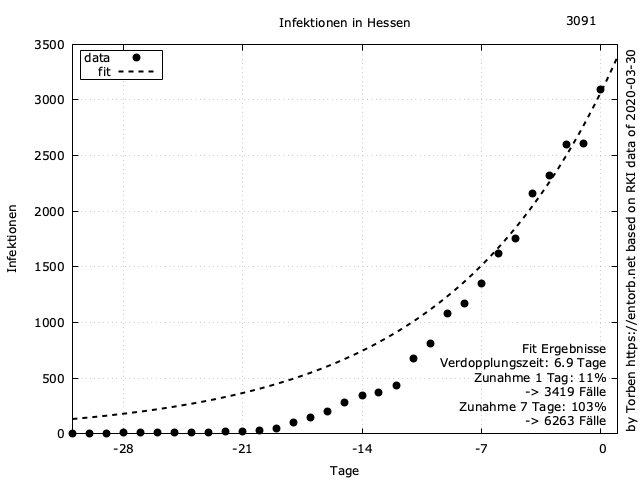 Infektionen in Hessen
3091
data
fit
3500
3000
2500
2000
1500
1000
500
0
Infektionen
-28
-21
-14
-7
0
Tage
Fit Ergebnisse
Verdopplungszeit: 6.9 Tage
Zunahme 1 Tag: 11%
-> 3419 Fälle
Zunahme 7 Tage: 103%
-> 6263 Fälle
by Torben https://entorb.net based on RKI data of 2020-03-30